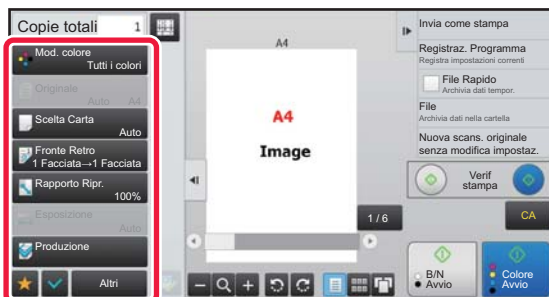 Copie totali 1
Mod. colore
Tutti i colori
Originale
Auto A4
Scelta Carta
Auto
Fronte Retro
1 Facciata→1 Facciata
Rapporto Ripr.
100%
Esposizione
Auto
Produzione
Altri
A4
A4
Image
1 / 6
Invia come stampa
Registraz. Programma
Registra impostazioni correnti
File Rapido
Archivia dati tempor.
File
Archivia dati nella cartella
Nuova scans. originale
senza modifica impostaz.
Verif
stampa
CA
B/N
Avvio
Colore
Avvio